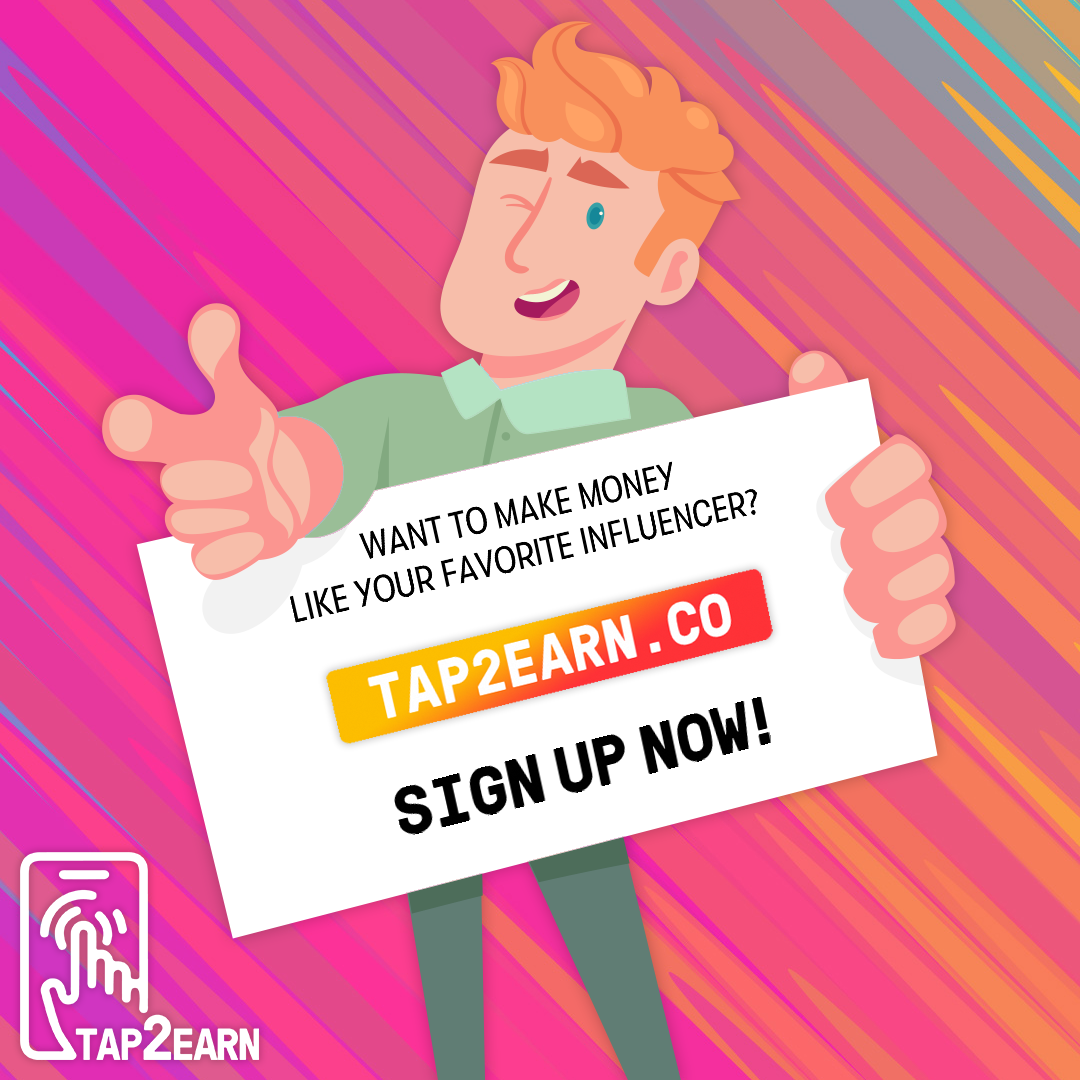 WANT TO MAKE MONEY
LIKE YOUR FAVORITE INFLUENCER?
TAP2EARN.CO
SIGN UP NOW!
TAP2EARN